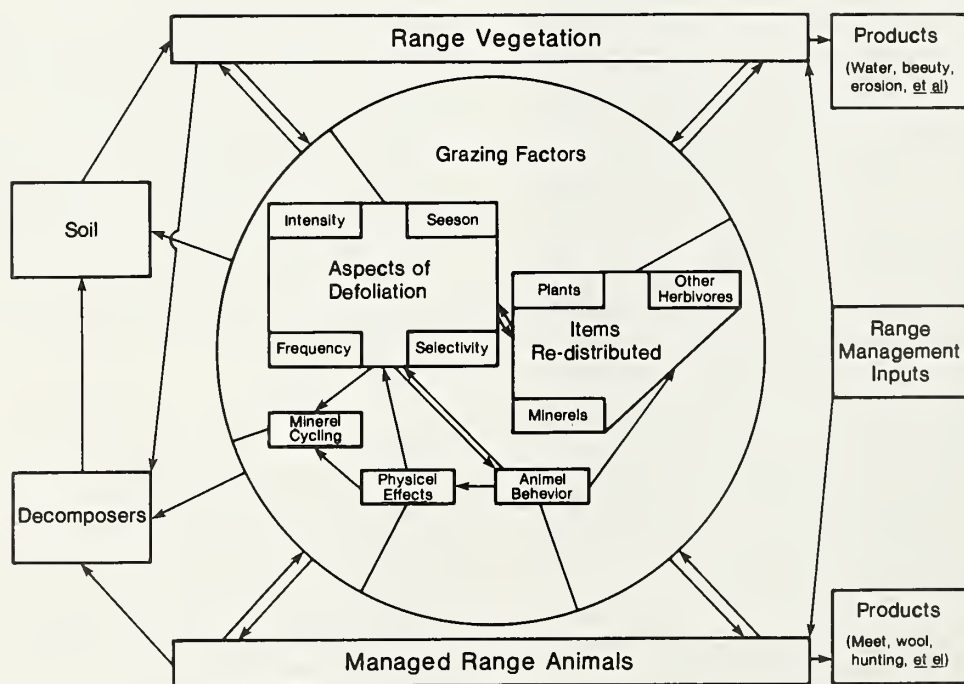 Range Vegetation
Products
(Water, beeuty,
erosion, et al)
Grazing Factors
Soil
Intensity
Seeson
Aspects of
Defoliation
Frequency
Selectivity
Plants
Other
Herbivores
Items
Re-distributed
Minerels
Range
Management
Inputs
Minerel
Cycling
Physicel
Effects
Animel
Behevior
Decomposers
Managed Range Animals
Products
(Meet, wool,
hunting, et el)